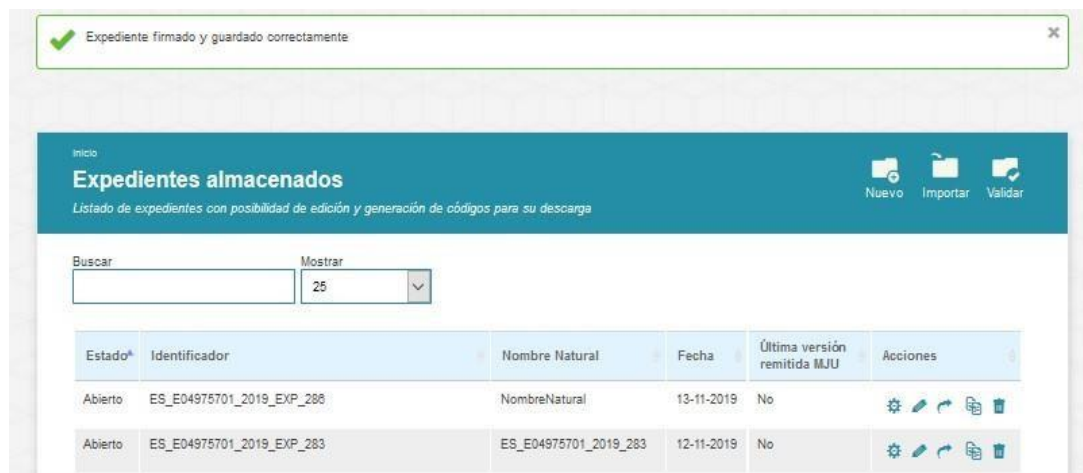 Expediente firmado y guardado correctamente
Inicio
Expedientes almacenados
Listado de expedientes con posibilidad de edición y generación de códigos para su descarga
Nuevo Importar Validar
Buscar Mostrar
25
Estado Identificador Nombre Natural Fecha Última versión remitida MJU Acciones
Abierto ES_E04975701_2019_EXP_286 NombreNatural 13-11-2019 No
Abierto ES_E04975701_2019_EXP_283 ES_E04975701_2019_283 12-11-2019 No